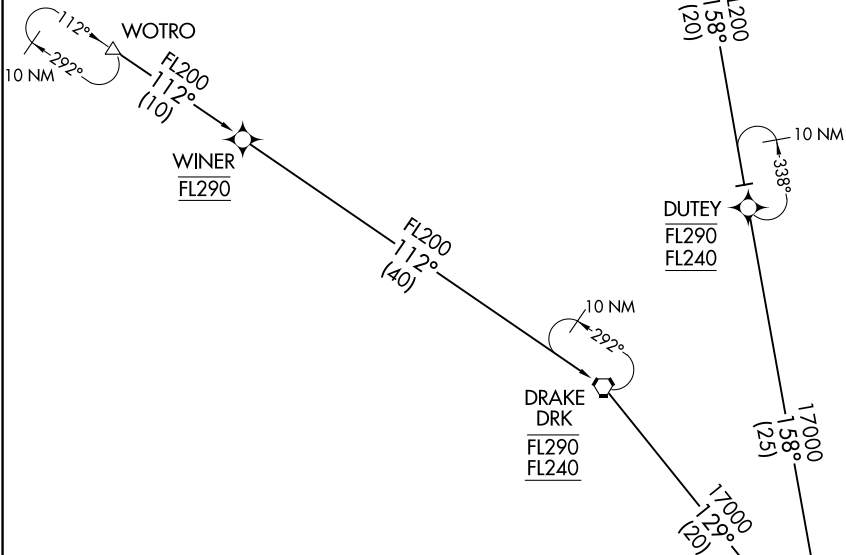 112°
292°
10 NM
WOTRO
FL200
112°
(10)
WINER
FL290
FL200
112°
(40)
10 NM
292°
DRAKE
DRK
FL290
FL240
17000
129°
(20)
FL200
158°
(20)
10 NM
338°
DUTEY
FL290
FL240
17000
158°
(25)